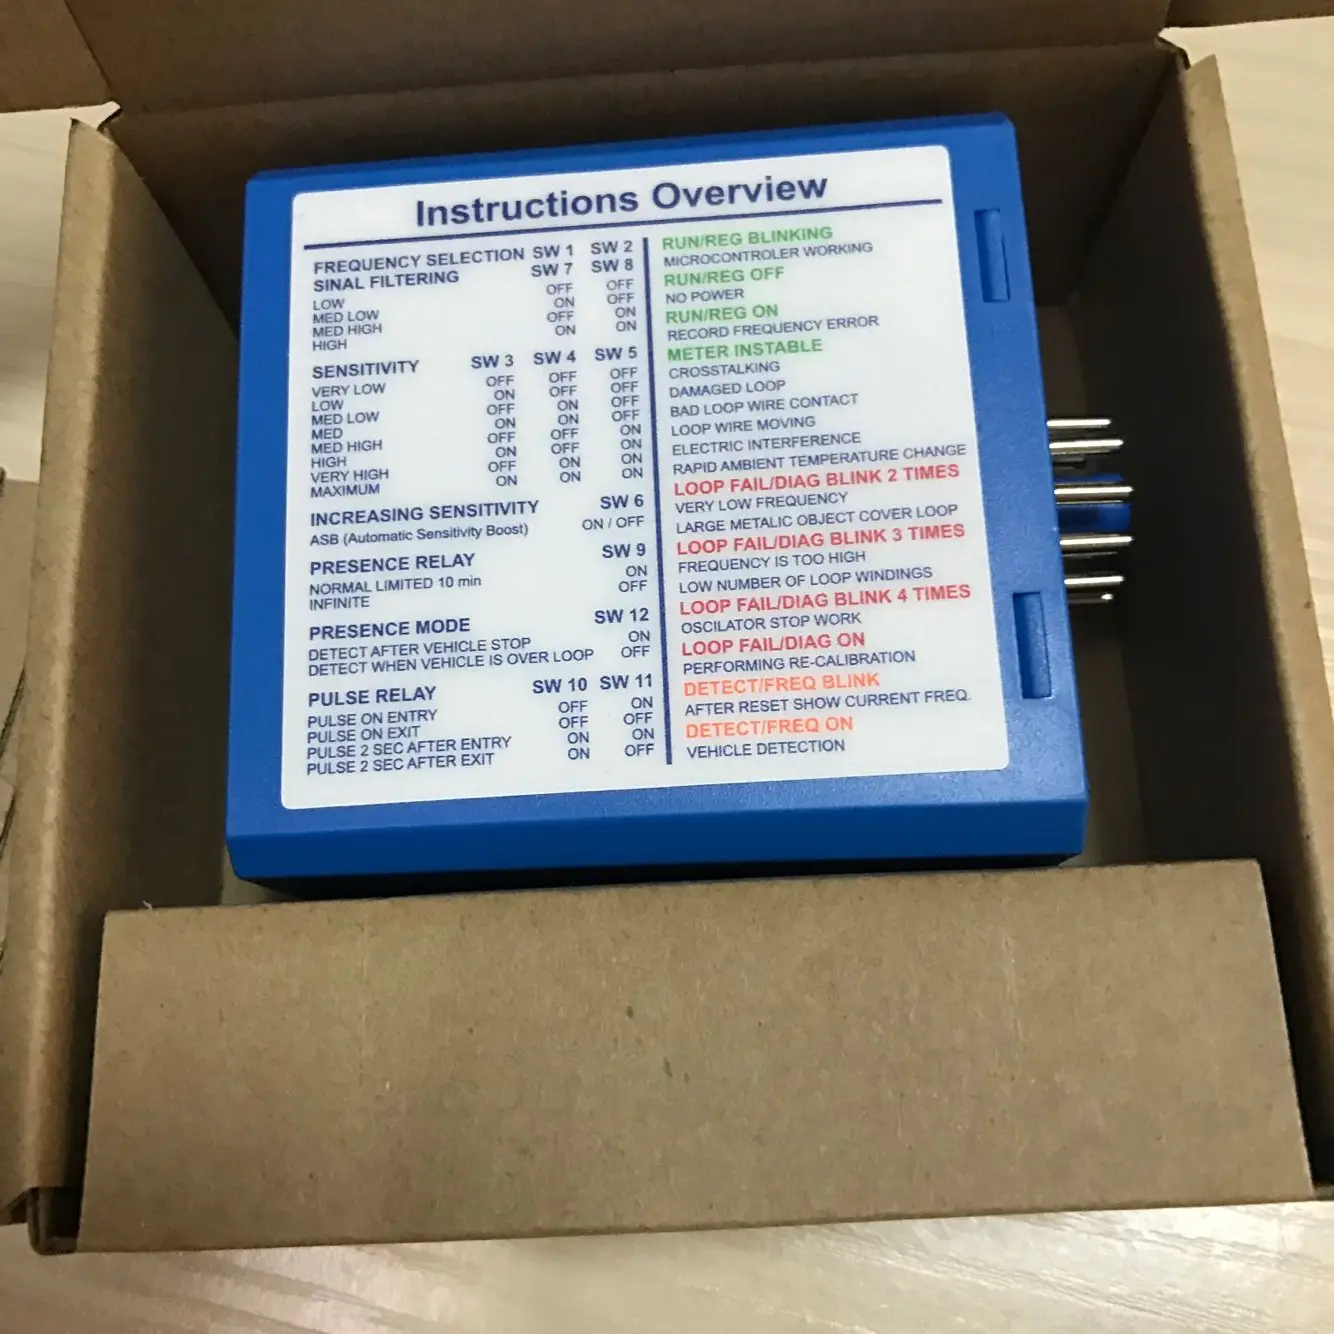 Instructions Overview
FREQUENCY SELECTION SW 1 SW 2
SINAL FILTERING SW 7 SW 8
LOW OFF OFF
MED LOW ON OFF
MED HIGH OFF ON
HIGH ON ON
SENSITIVITY SW 3 SW 4 SW 5
VERY LOW OFF OFF OFF
LOW ON OFF OFF
MED LOW OFF ON OFF
MED ON ON OFF
MED HIGH OFF OFF ON
HIGH ON OFF ON
VERY HIGH OFF ON ON
MAXIMUM ON ON ON
INCREASING SENSITIVITY SW 6
ASB (Automatic Sensitivity Boost) ON / OFF
PRESENCE RELAY SW 9
NORMAL LIMITED 10 min ON
INFINITE OFF
PRESENCE MODE SW 12
DETECT AFTER VEHICLE STOP ON
DETECT WHEN VEHICLE IS OVER LOOP OFF
PULSE RELAY SW 10 SW 11
PULSE ON ENTRY OFF ON
PULSE ON EXIT OFF OFF
PULSE 2 SEC AFTER ENTRY ON ON
PULSE 2 SEC AFTER EXIT ON OFF
RUN/REG BLINKING
MICROCONTROLER WORKING
RUN/REG OFF
NO POWER
RUN/REG ON
RECORD FREQUENCY ERROR
METER INSTABLE
CROSSTALKING
DAMAGED LOOP
BAD LOOP WIRE CONTACT
LOOP WIRE MOVING
ELECTRIC INTERFERENCE
RAPID AMBIENT TEMPERATURE CHANGE
LOOP FAIL/DIAG BLINK 2 TIMES
VERY LOW FREQUENCY
LARGE METALIC OBJECT COVER LOOP
LOOP FAIL/DIAG BLINK 3 TIMES
FREQUENCY IS TOO HIGH
LOW NUMBER OF LOOP WINDINGS
LOOP FAIL/DIAG BLINK 4 TIMES
OSCILATOR STOP WORK
LOOP FAIL/DIAG ON
PERFORMING RE-CALIBRATION
DETECT/FREQ BLINK
AFTER RESET SHOW CURRENT FREQ.
DETECT/FREQ ON
VEHICLE DETECTION